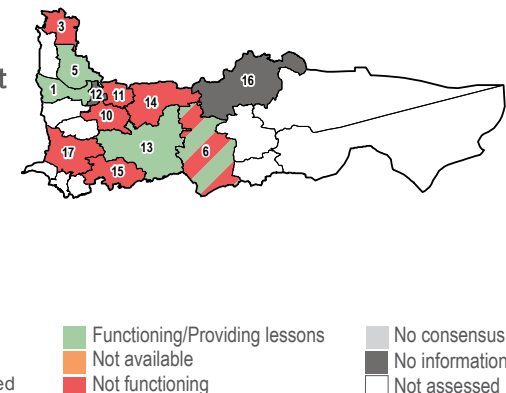 3
t
5
16
1
12
11
14
10
13
17
6
15
Functioning/Providing lessons
Not available
Not functioning
No consensus
No information
Not assessed
ed